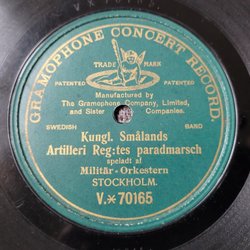 GRAMOPHONE CONCERT RECORD.
TRADE MARK
PATENTED PATENTED
Manufactured by
The Gramophone Company, Limited,
and Sister Companies.
SWEDISH BAND
Kungl. Smålands
Artilleri Reg:tes paradmarsch
speladt af
Militär-Orkestern
STOCKHOLM.
V.*70165